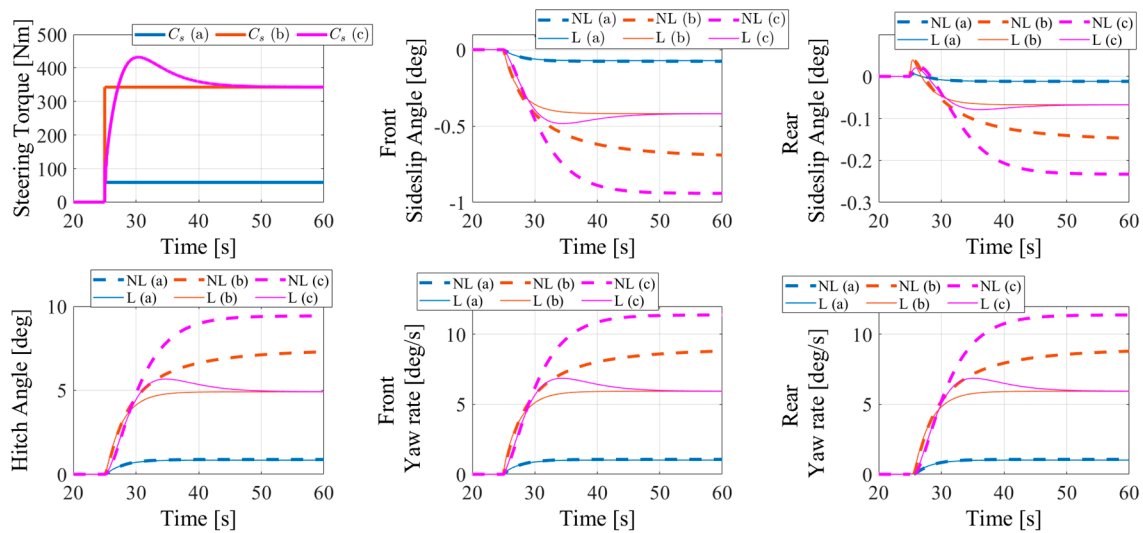 C_s (a) C_s (b) C_s (c)
500
400
300
200
100
0
20 30 40 50 60
Time [s]
Steering Torque [Nm]
NL (a) NL (b) NL (c)
L (a) L (b) L (c)
0
-0.5
-1
20 30 40 50 60
Time [s]
Front
Sideslip Angle [deg]
NL (a) NL (b) NL (c)
L (a) L (b) L (c)
0.1
0
-0.1
-0.2
-0.3
20 30 40 50 60
Time [s]
Rear
Sideslip Angle [deg]
NL (a) NL (b) NL (c)
L (a) L (b) L (c)
10
5
0
20 30 40 50 60
Time [s]
Hitch Angle [deg]
NL (a) NL (b) NL (c)
L (a) L (b) L (c)
10
5
0
20 30 40 50 60
Time [s]
Front
Yaw rate [deg/s]
NL (a) NL (b) NL (c)
L (a) L (b) L (c)
10
5
0
20 30 40 50 60
Time [s]
Rear
Yaw rate [deg/s]